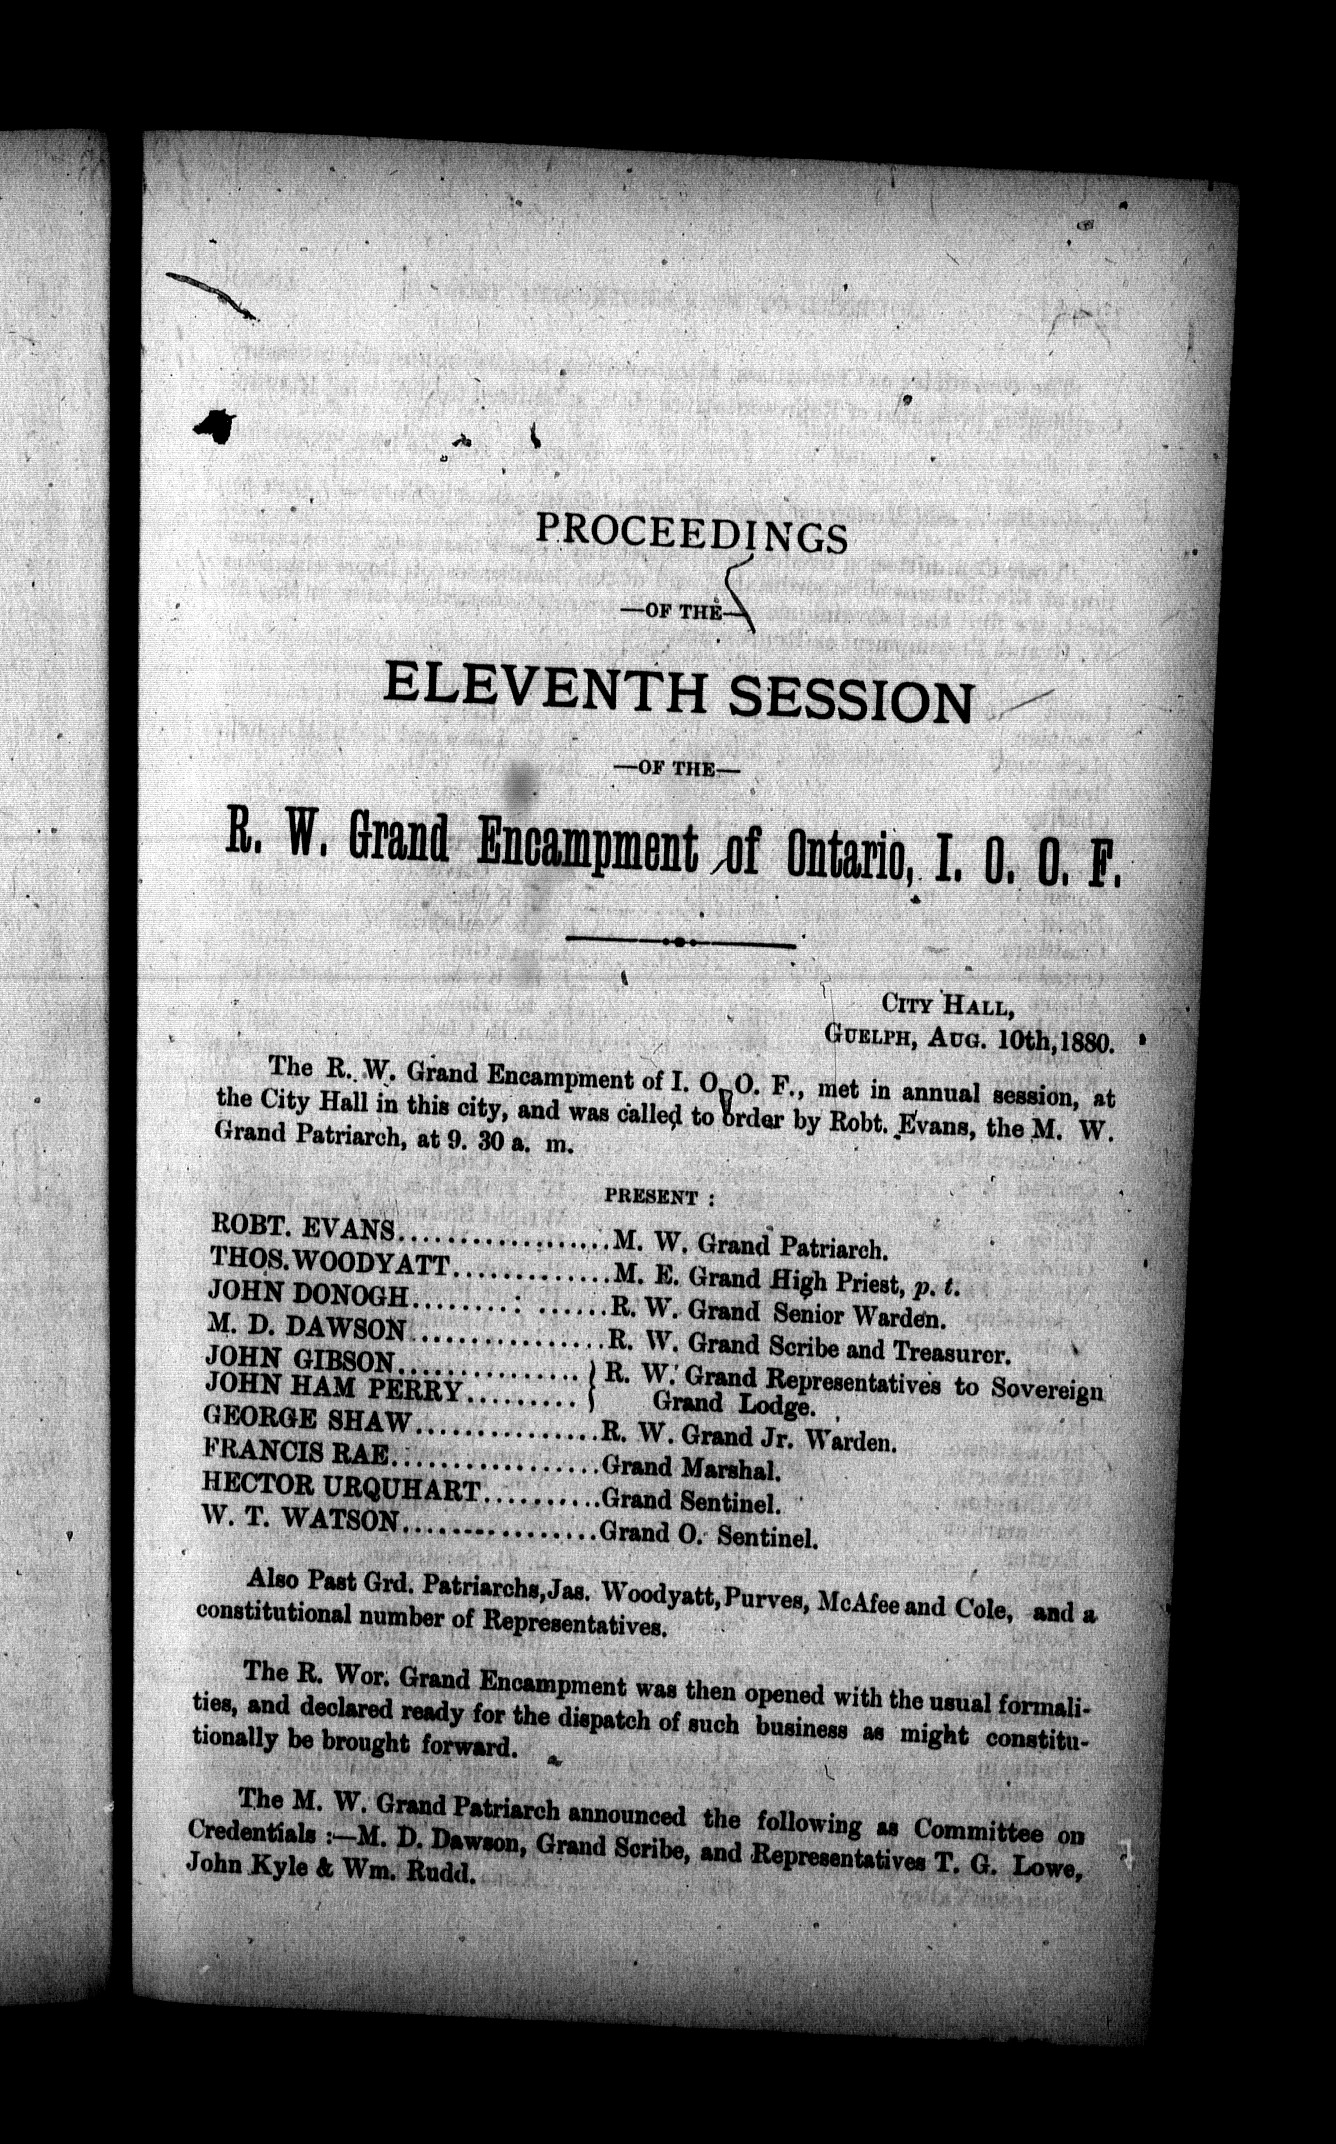 PROCEEDINGS
—OF THE—
ELEVENTH SESSION
—OF THE—
R. W. Grand Encampment of Ontario, I. O. O. F.
CITY HALL,
GUELPH, AUG. 10th, 1880.
The R. W. Grand Encampment of I. O. O. F., met in annual session, at
the City Hall in this city, and was called to order by Robt. Evans, the M. W.
Grand Patriarch, at 9. 30 a. m.
PRESENT :
ROBT. EVANS..................M. W. Grand Patriarch.
THOS. WOODYATT.............M. E. Grand High Priest, p. t.
JOHN DONOGH...............R. W. Grand Senior Warden.
M. D. DAWSON................R. W. Grand Scribe and Treasurer.
JOHN GIBSON............... } R. W. Grand Representatives to Sovereign
JOHN HAM PERRY......... } Grand Lodge.
GEORGE SHAW...............R. W. Grand Jr. Warden.
FRANCIS RAE.................Grand Marshal.
HECTOR URQUHART..........Grand Sentinel.
W. T. WATSON................Grand O. Sentinel.
Also Past Grd. Patriarchs, Jas. Woodyatt, Purves, McAfee and Cole, and a
constitutional number of Representatives.
The R. Wor. Grand Encampment was then opened with the usual formali-
ties, and declared ready for the dispatch of such business as might constitu-
tionally be brought forward.
The M. W. Grand Patriarch announced the following as Committee on
Credentials :—M. D. Dawson, Grand Scribe, and Representatives T. G. Lowe,
John Kyle & Wm. Rudd.